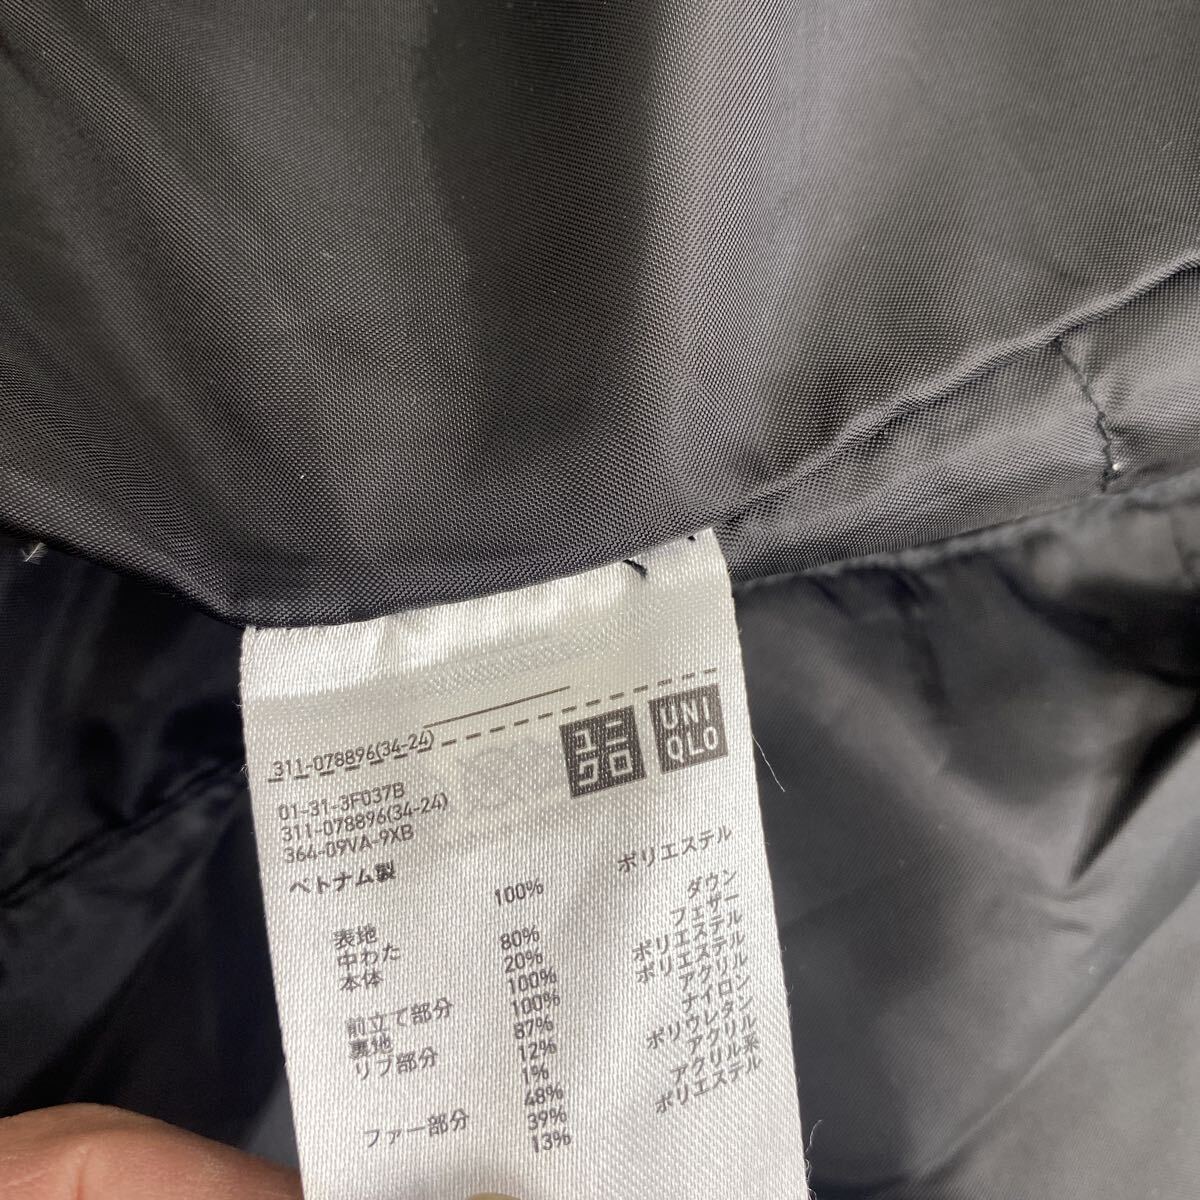 311-078896(34-24)
ユニ
クロ
UNI
QLO
01-31-3F037B
311-078896(34-24)
364-09VA-9XB
ベトナム製
表地 100% ポリエステル
中わた
本体 80% ダウン
20% フェザー
前立て部分 100% ポリエステル
裏地 100% ポリエステル
リブ部分 87% アクリル
12% ナイロン
1% ポリウレタン
ファー部分 48% アクリル
39% アクリル系
13% ポリエステル